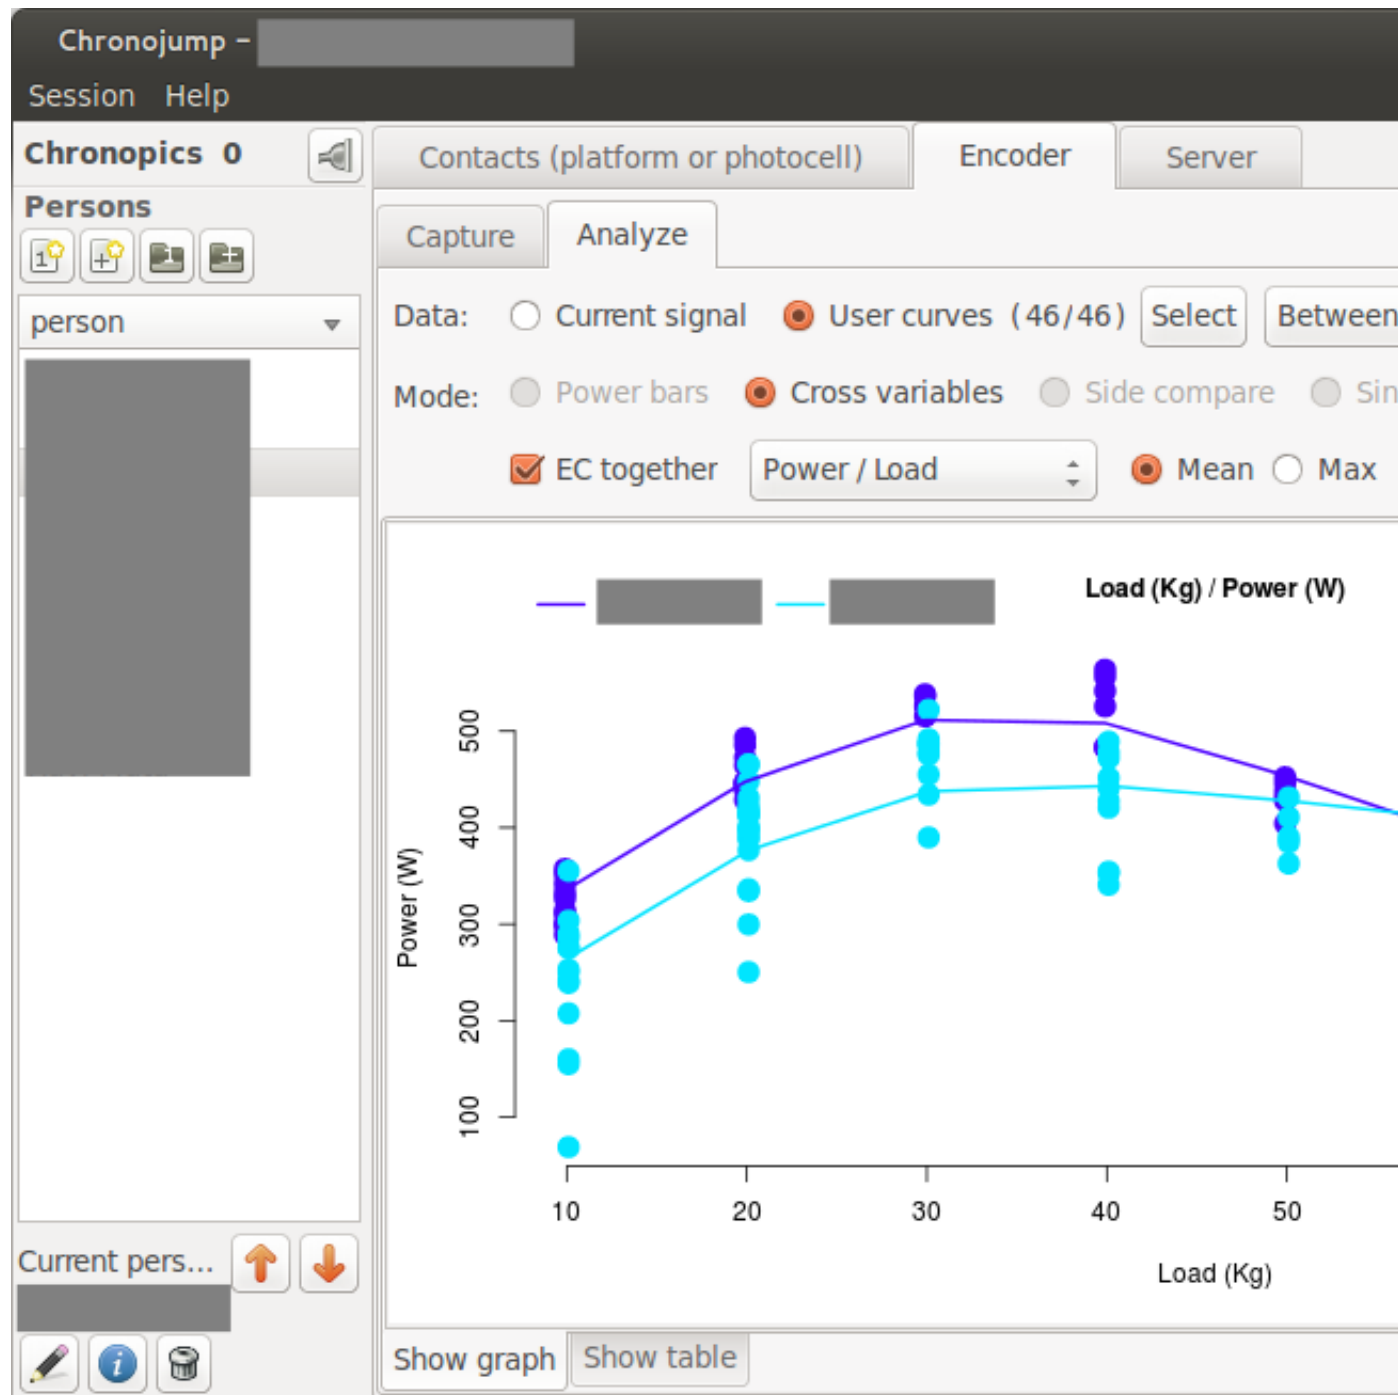 Chronojump –
Session Help
Chronopics 0
Contacts (platform or photocell) Encoder Server
Persons
Capture Analyze
person
Data: Current signal User curves (46/46) Select Between
Mode: Power bars Cross variables Side compare Sin
EC together Power / Load Mean Max
Load (Kg) / Power (W)
Power (W)
500
400
300
200
100
10 20 30 40 50
Load (Kg)
Current pers...
Show graph Show table